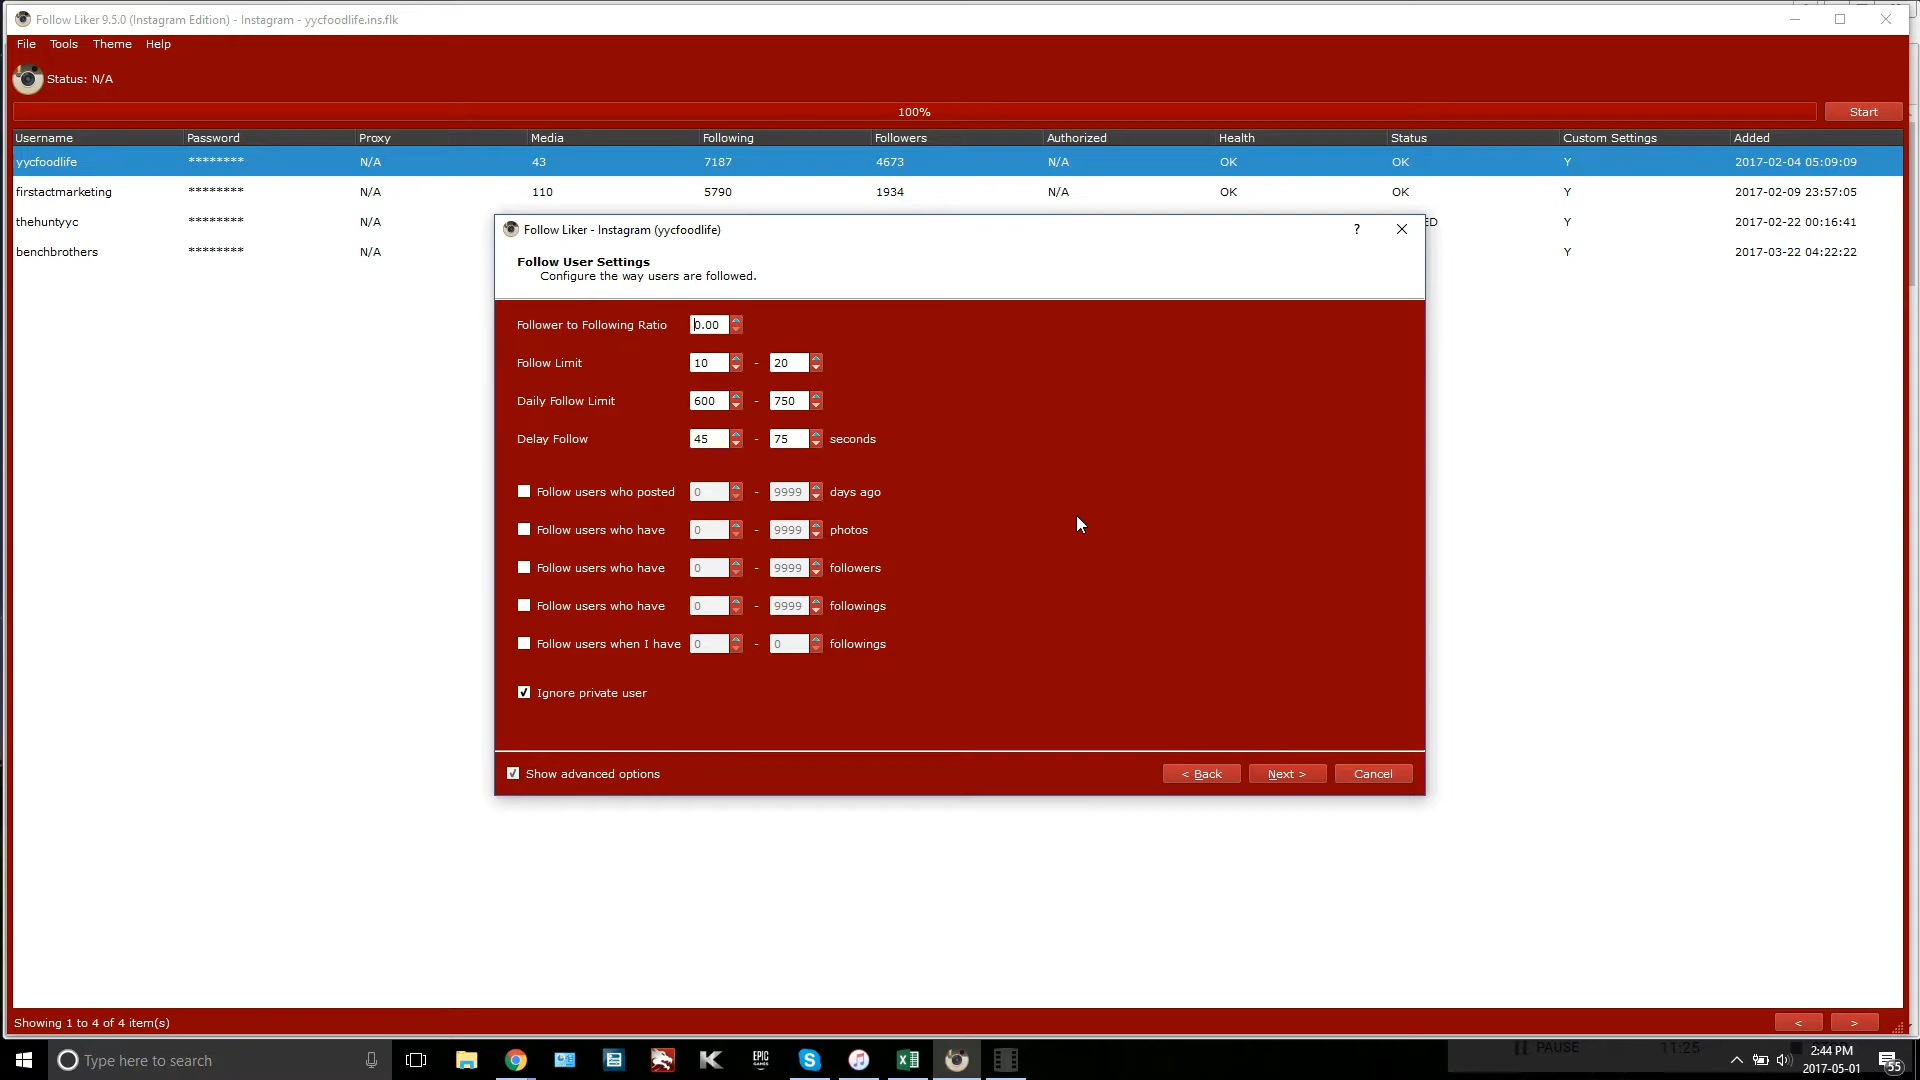 Follow Liker 9.5.0 (Instagram Edition) - Instagram - yycfoodlife.ins.flk
File Tools Theme Help
Status: N/A
100% Start
Username Password Proxy Media Following Followers Authorized Health Status Custom Settings Added
yycfoodlife ******** N/A 43 7187 4673 N/A OK OK Y 2017-02-04 05:09:09
firstactmarketing ******** N/A 110 5790 1934 N/A OK OK Y 2017-02-09 23:57:05
thehuntyyc ******** N/A ED Y 2017-02-22 00:16:41
benchbrothers ******** N/A Y 2017-03-22 04:22:22
Follow Liker - Instagram (yycfoodlife) ?
Follow User Settings
Configure the way users are followed.
Follower to Following Ratio 0.00
Follow Limit 10 - 20
Daily Follow Limit 600 - 750
Delay Follow 45 - 75 seconds
Follow users who posted 0 - 9999 days ago
Follow users who have 0 - 9999 photos
Follow users who have 0 - 9999 followers
Follow users who have 0 - 9999 followings
Follow users when I have 0 - 0 followings
Ignore private user
Show advanced options < Back Next > Cancel
Showing 1 to 4 of 4 item(s) < >
Type here to search
EPIC GAMES
PAUSE 11:25
2:44 PM
2017-05-01
55